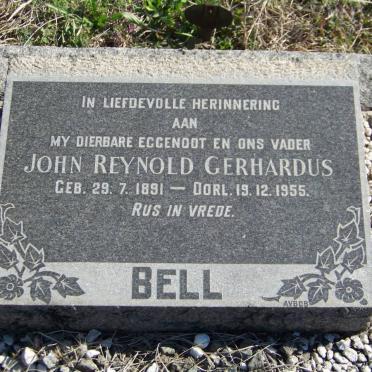 IN LIEFDEVOLLE HERINNERING
AAN
MY DIERBARE EGGENOOT EN ONS VADER
JOHN REYNOLD GERHARDUS
GEB. 29. 7. 1891 — OORL. 19. 12. 1955.
RUS IN VREDE.
BELL
AVBOB